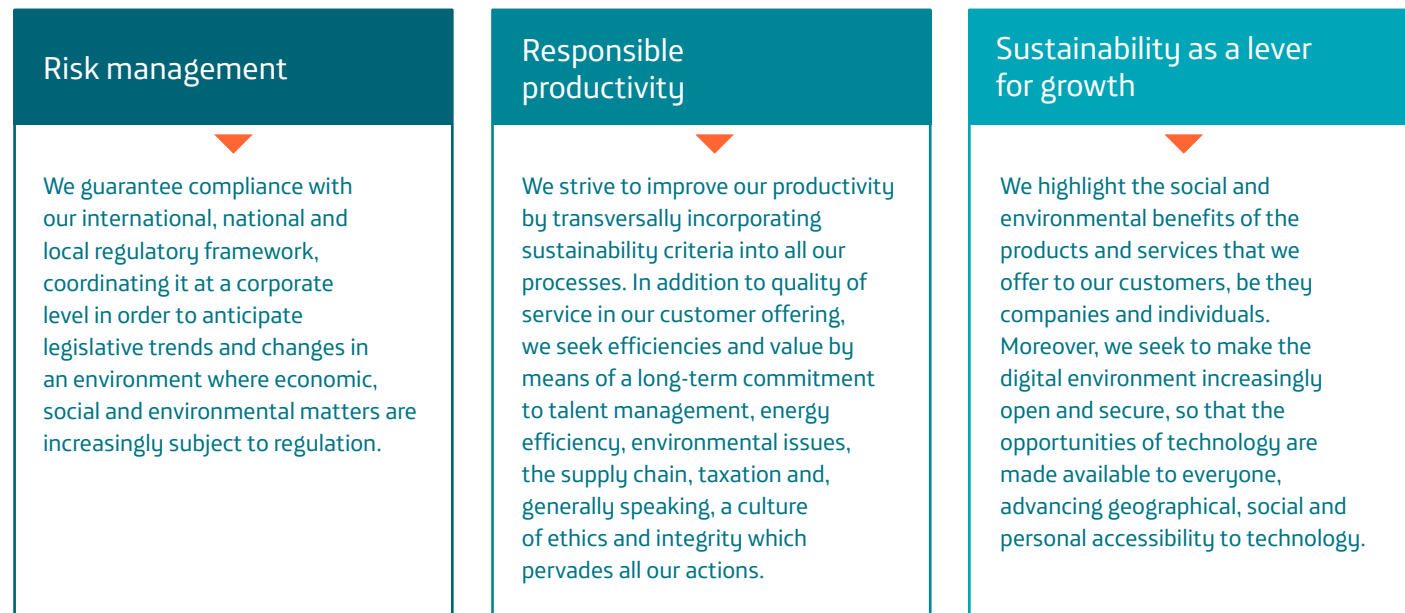 Risk management
We guarantee compliance with
our international, national and
local regulatory framework,
coordinating it at a corporate
level in order to anticipate
legislative trends and changes in
an environment where economic,
social and environmental matters are
increasingly subject to regulation.
Responsible
productivity
We strive to improve our productivity
by transversally incorporating
sustainability criteria into all our
processes. In addition to quality of
service in our customer offering,
we seek efficiencies and value by
means of a long-term commitment
to talent management, energy
efficiency, environmental issues,
the supply chain, taxation and,
generally speaking, a culture
of ethics and integrity which
pervades all our actions.
Sustainability as a lever
for growth
We highlight the social and
environmental benefits of the
products and services that we
offer to our customers, be they
companies and individuals.
Moreover, we seek to make the
digital environment increasingly
open and secure, so that the
opportunities of technology are
made available to everyone,
advancing geographical, social and
personal accessibility to technology.